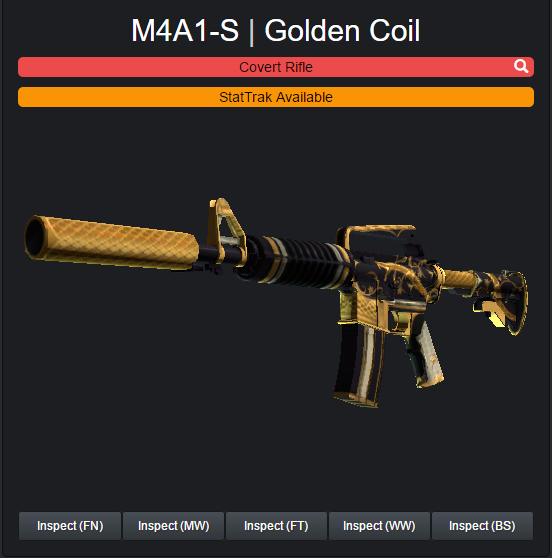 M4A1-S | Golden Coil
Covert Rifle
StatTrak Available
Inspect (FN) Inspect (MW) Inspect (FT) Inspect (WW) Inspect (BS)